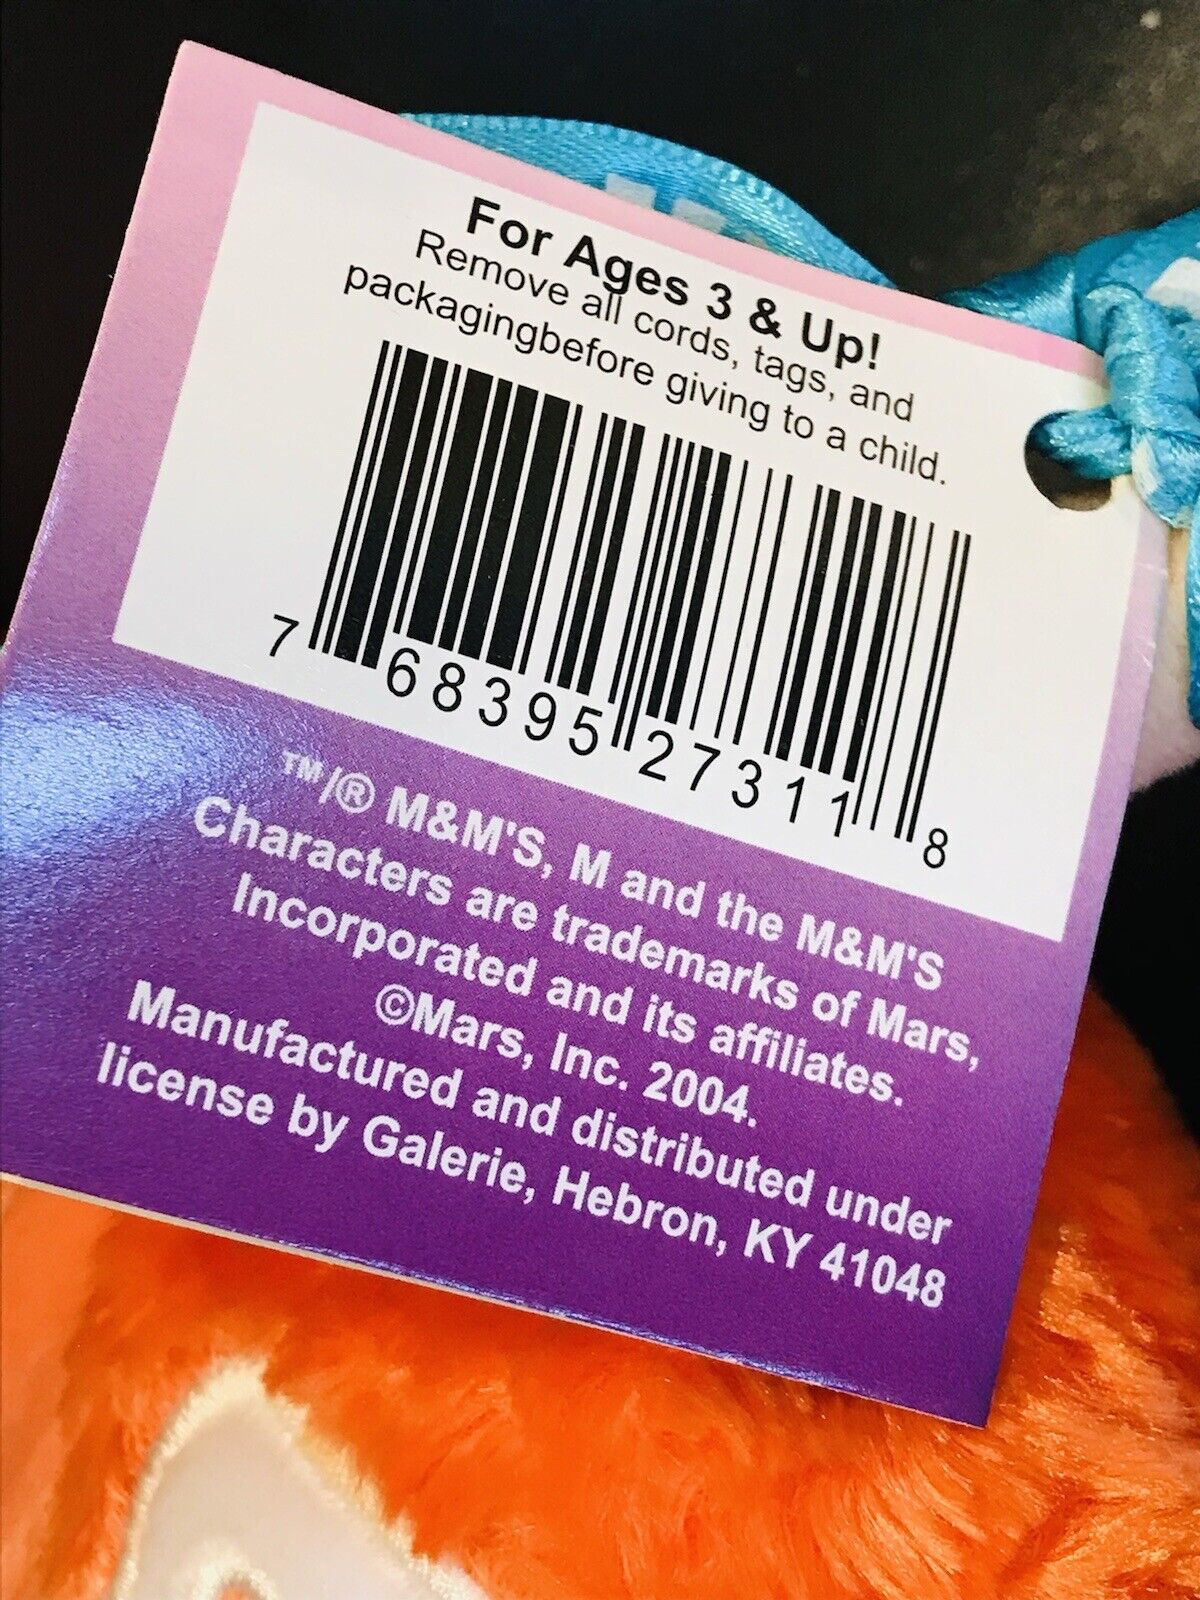 For Ages 3 & Up!
Remove all cords, tags, and
packagingbefore giving to a child.
7 68395 27311 8
™/® M&M'S, M and the M&M'S
Characters are trademarks of Mars,
Incorporated and its affiliates.
©Mars, Inc. 2004.
Manufactured and distributed under
license by Galerie, Hebron, KY 41048